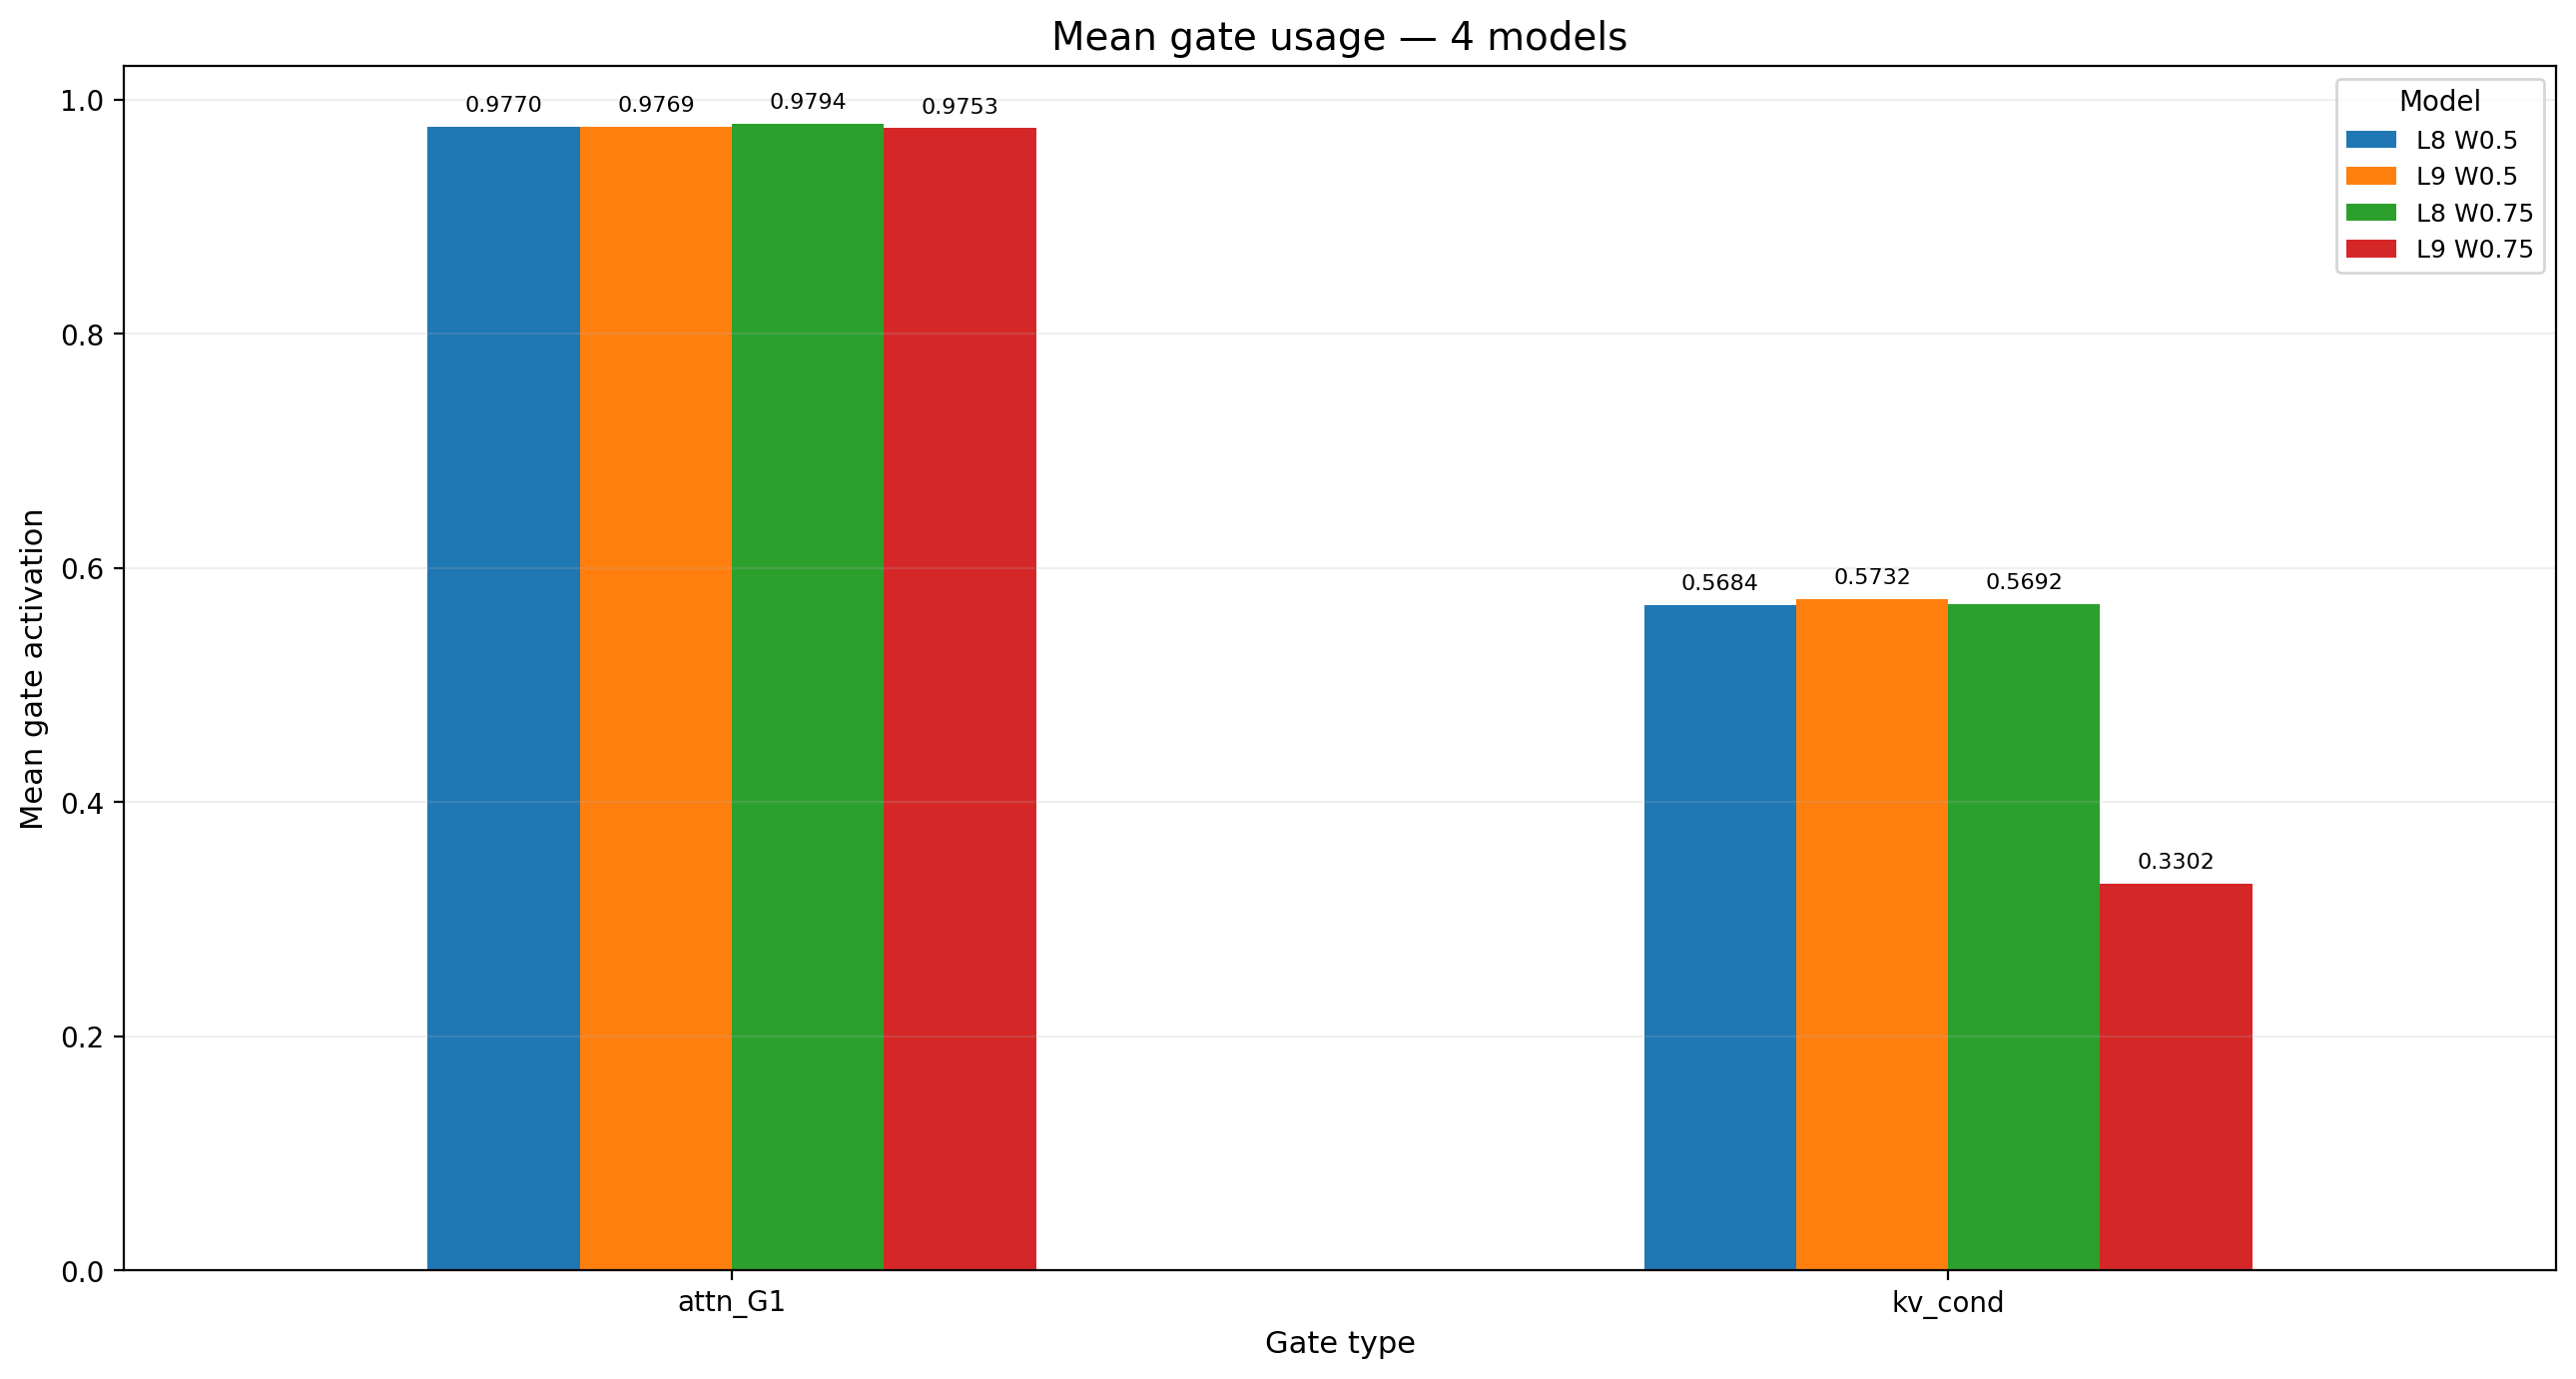 Mean gate usage — 4 models
Mean gate activation
1.0
0.8
0.6
0.4
0.2
0.0
0.9770
0.9769
0.9794
0.9753
0.5684
0.5732
0.5692
0.3302
Model
L8 W0.5
L9 W0.5
L8 W0.75
L9 W0.75
attn_G1
kv_cond
Gate type